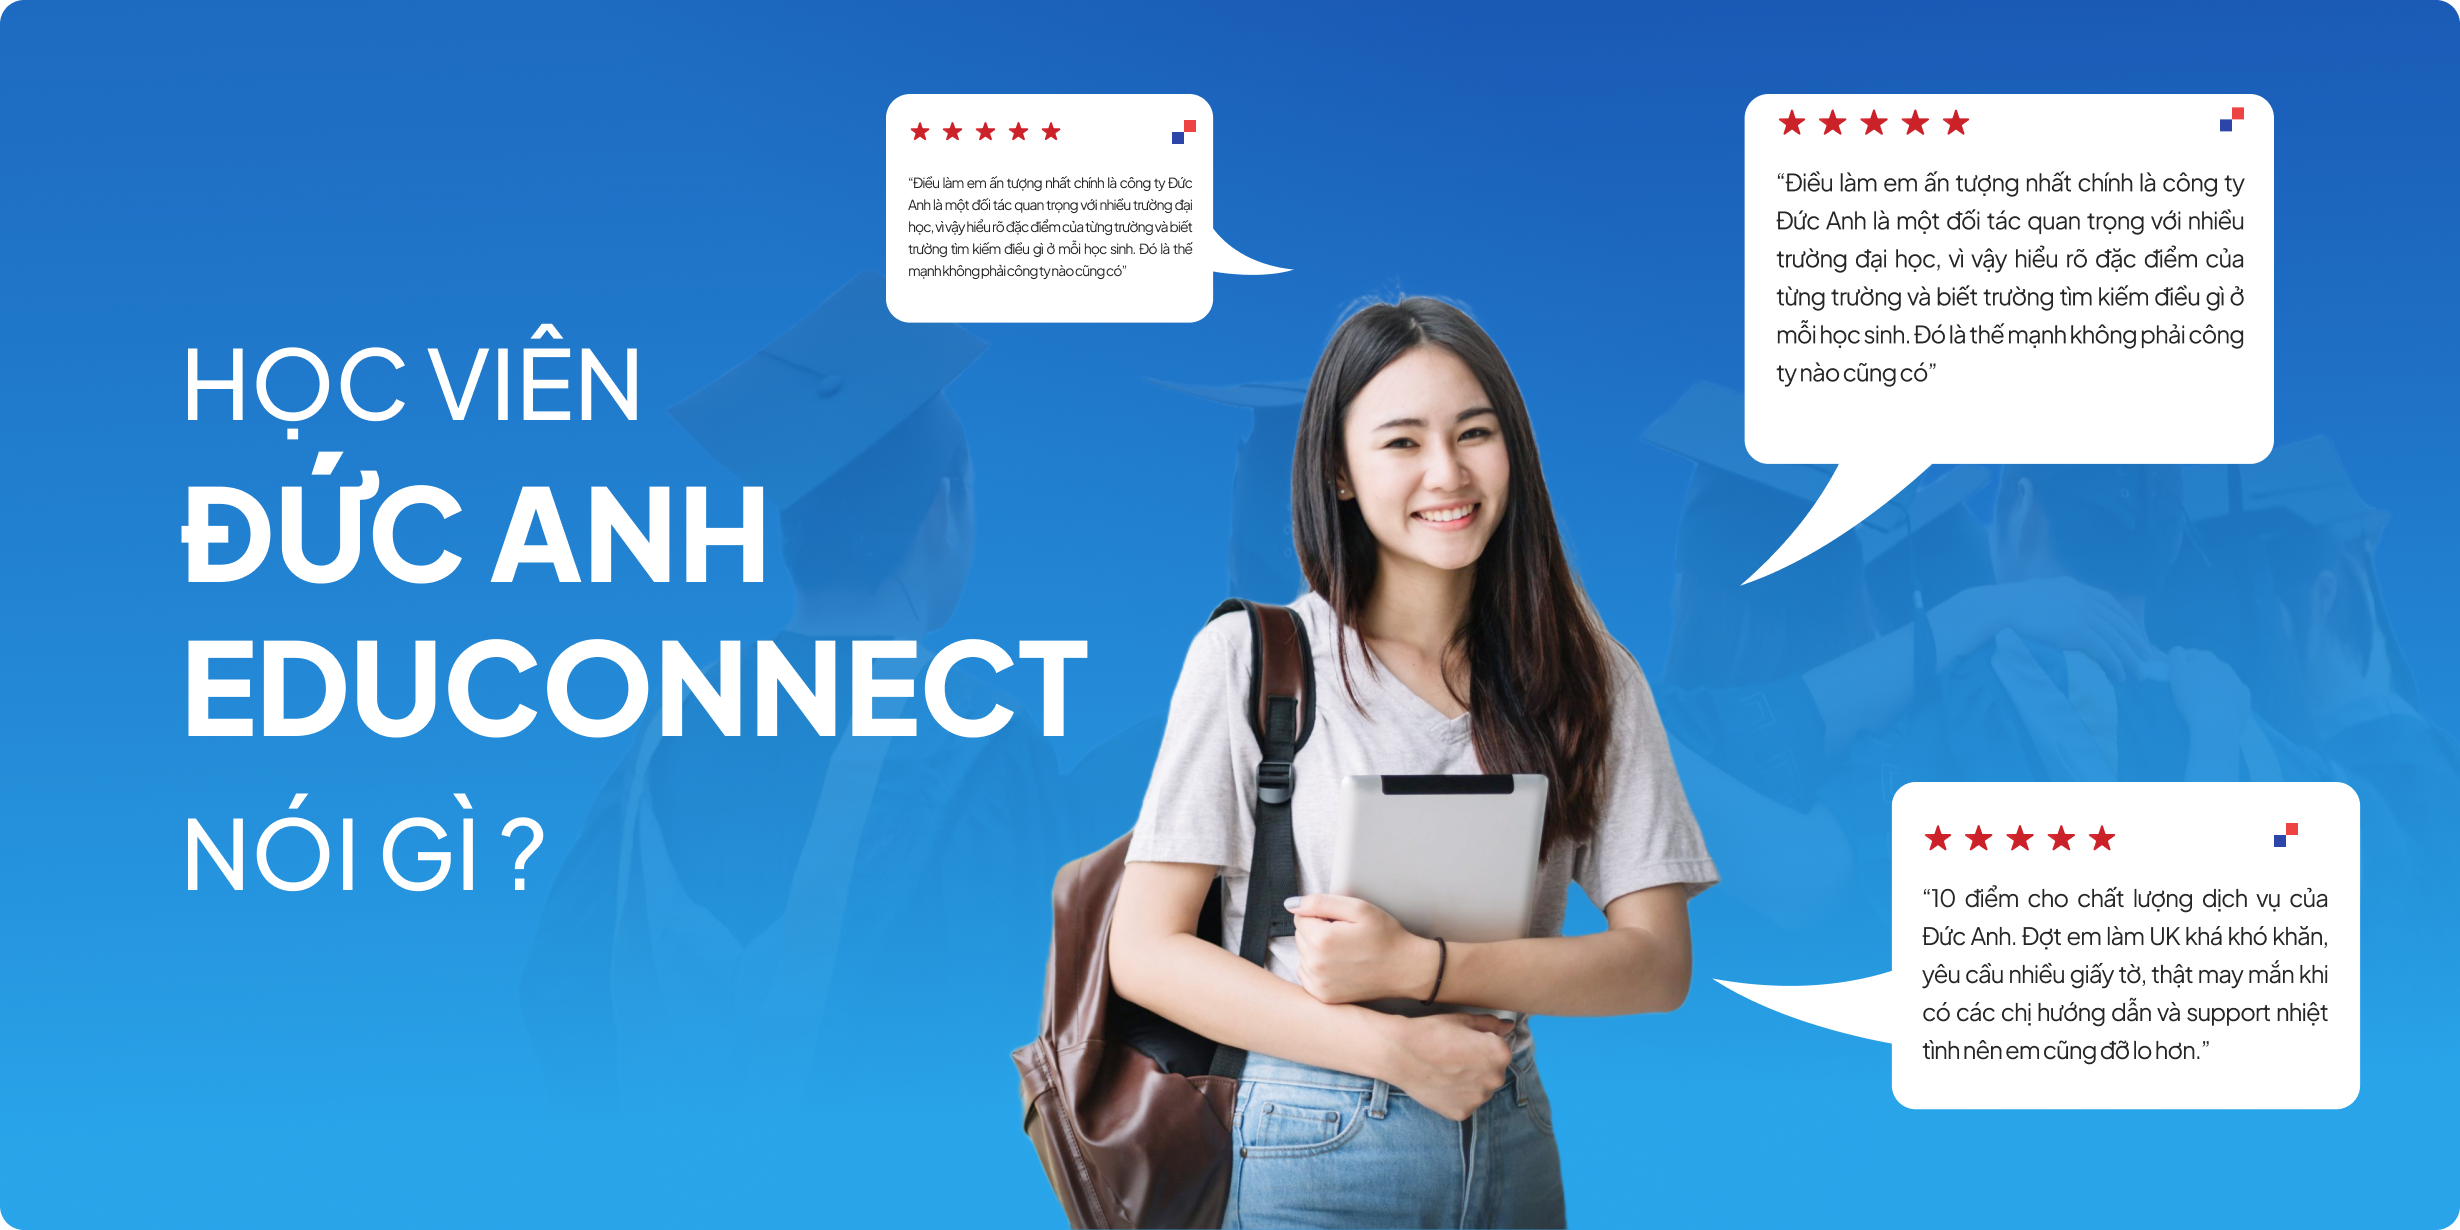 HỌC VIÊN
ĐỨC ANH
EDUCONNECT
NÓI GÌ ?
“Điều làm em ấn tượng nhất chính là công ty Đức
Anh là một đối tác quan trọng với nhiều trường đại
học, vì vậy hiểu rõ đặc điểm của từng trường và biết
trường tìm kiếm điều gì ở mỗi học sinh. Đó là thế
mạnh không phải công ty nào cũng có”
“Điều làm em ấn tượng nhất chính là công ty
Đức Anh là một đối tác quan trọng với nhiều
trường đại học, vì vậy hiểu rõ đặc điểm của
từng trường và biết trường tìm kiếm điều gì ở
mỗi học sinh. Đó là thế mạnh không phải công
ty nào cũng có”
“10 điểm cho chất lượng dịch vụ của
Đức Anh. Đợt em làm UK khá khó khăn,
yêu cầu nhiều giấy tờ, thật may mắn khi
có các chị hướng dẫn và support nhiệt
tình nên em cũng đỡ lo hơn.”